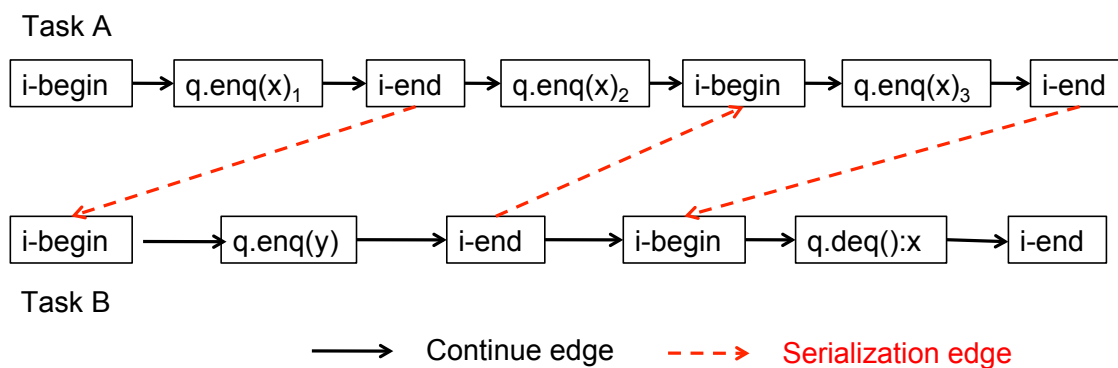 Task A
i-begin q.enq(x)₁ i-end q.enq(x)₂ i-begin q.enq(x)₃ i-end
i-begin q.enq(y) i-end i-begin q.deq():x i-end
Task B
Continue edge Serialization edge